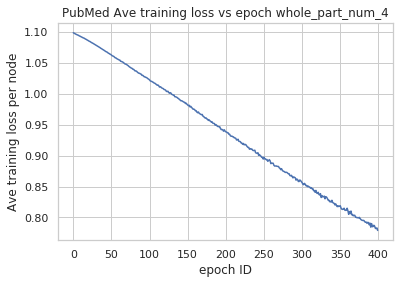 PubMed Ave training loss vs epoch whole_part_num_4
Ave training loss per node
1.10
1.05
1.00
0.95
0.90
0.85
0.80
0 50 100 150 200 250 300 350 400
epoch ID